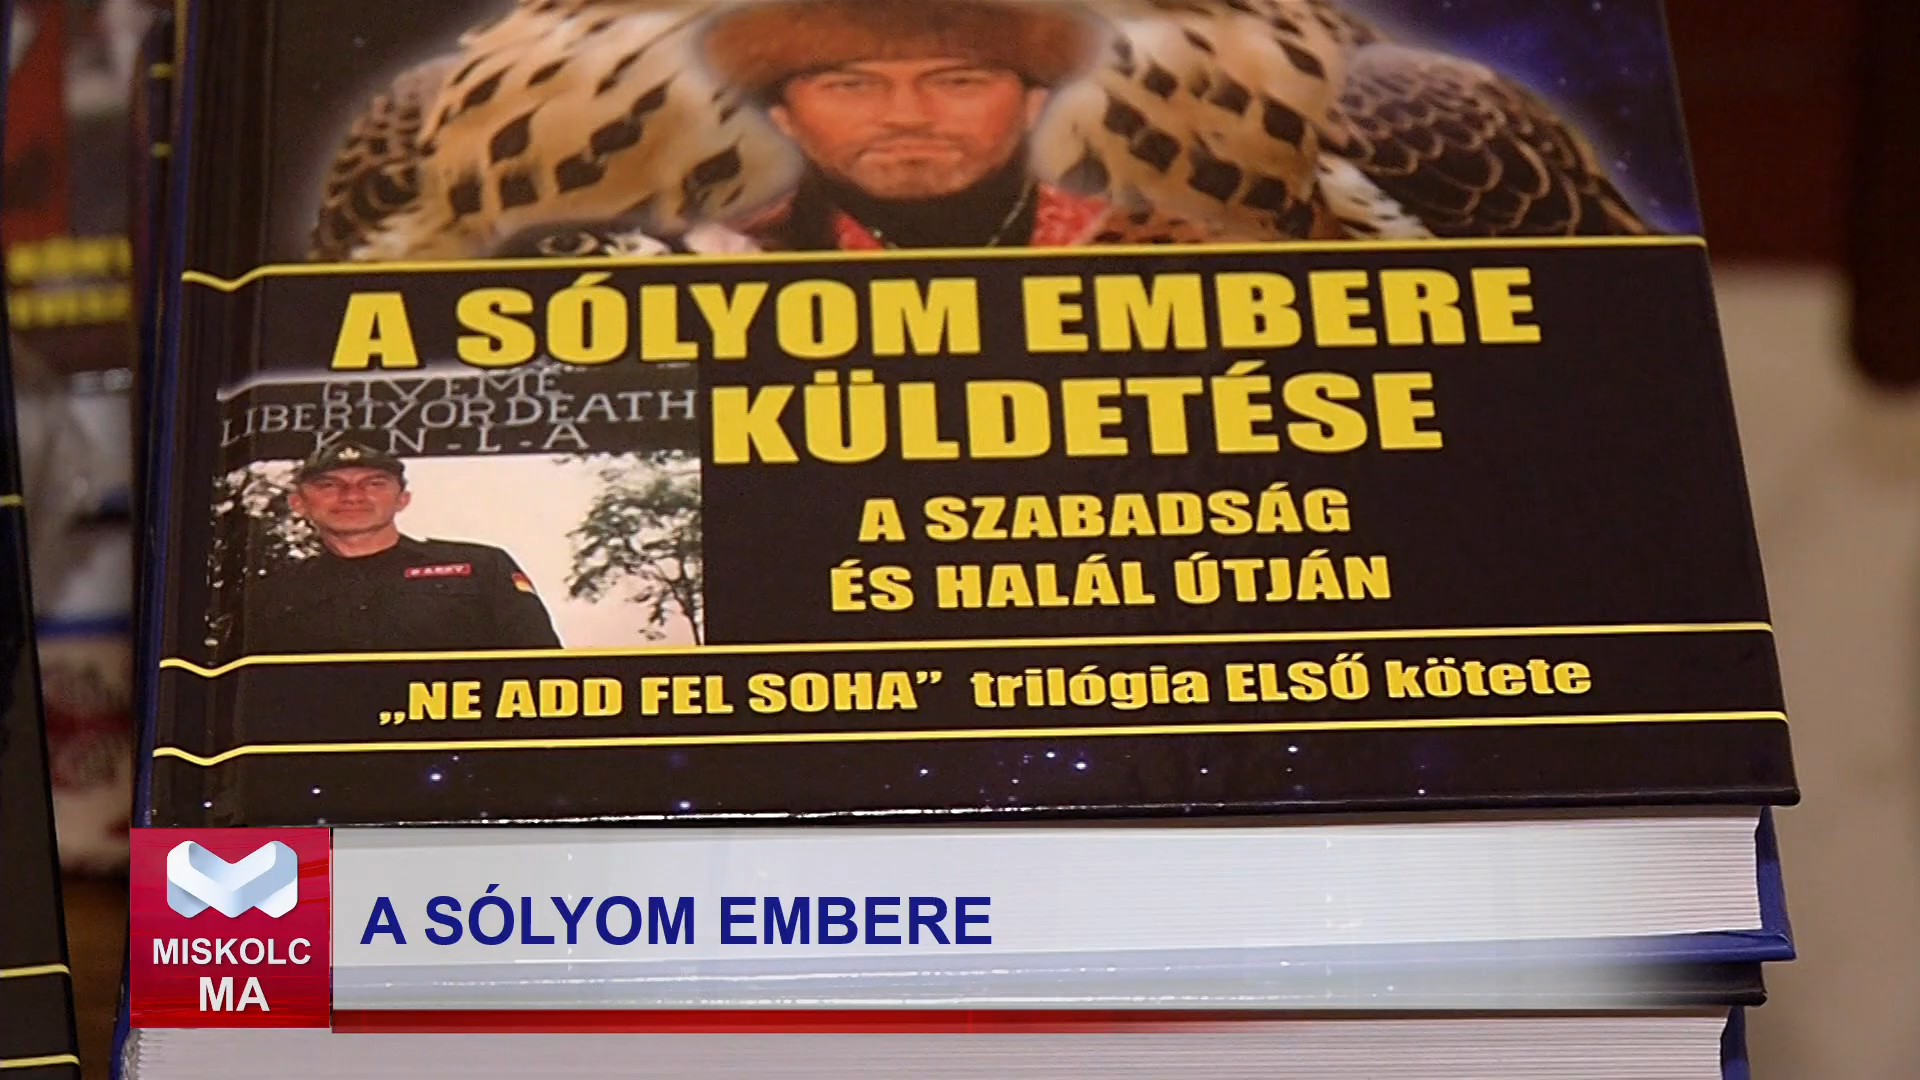 A SÓLYOM EMBERE
KÜLDETÉSE
GIVE ME
LIBERTY OR DEATH
K-N-L-A
A SZABADSÁG
ÉS HALÁL ÚTJÁN
„NE ADD FEL SOHA” trilógia ELSŐ kötete
MISKOLC
MA
A SÓLYOM EMBERE